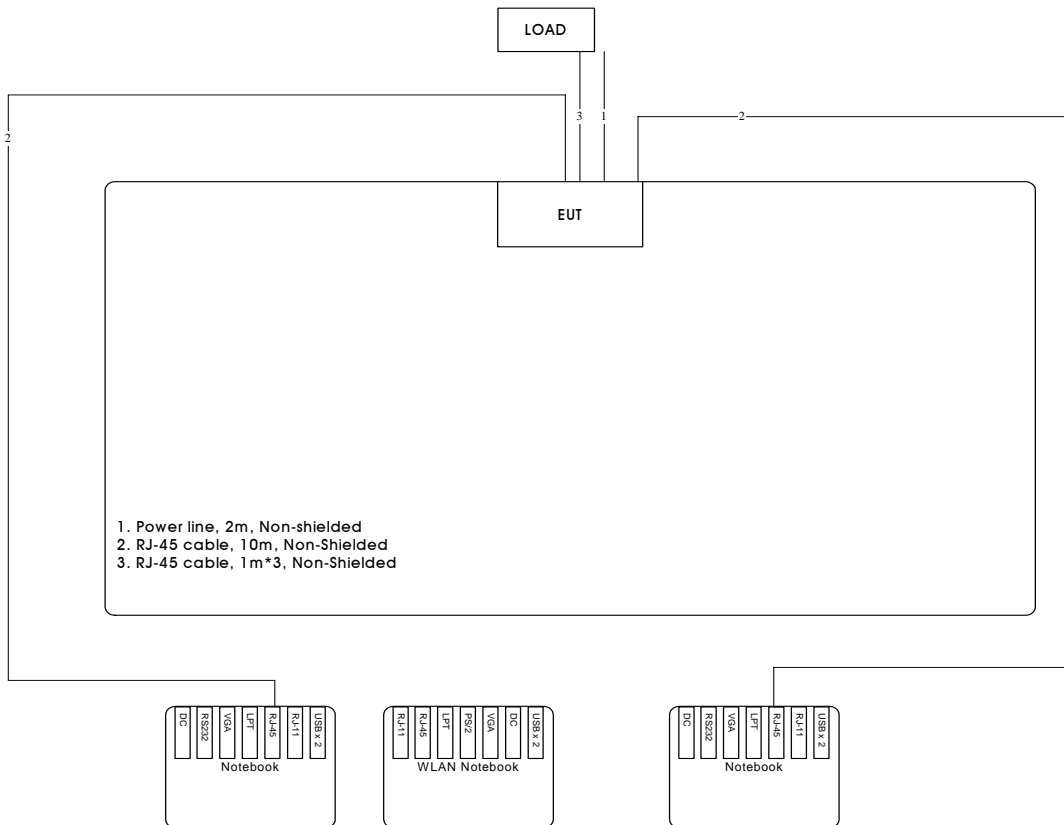 LOAD
2
3
1
2
EUT
1. Power line, 2m, Non-shielded
2. RJ-45 cable, 10m, Non-Shielded
3. RJ-45 cable, 1m*3, Non-Shielded
DC
RS232
VGA
LPT
RJ-45
RJ-11
USB x 2
Notebook
RJ-11
RJ-45
LPT
PS/2
VGA
DC
USB x 2
WLAN Notebook
DC
RS232
VGA
LPT
RJ-45
RJ-11
USB x 2
Notebook